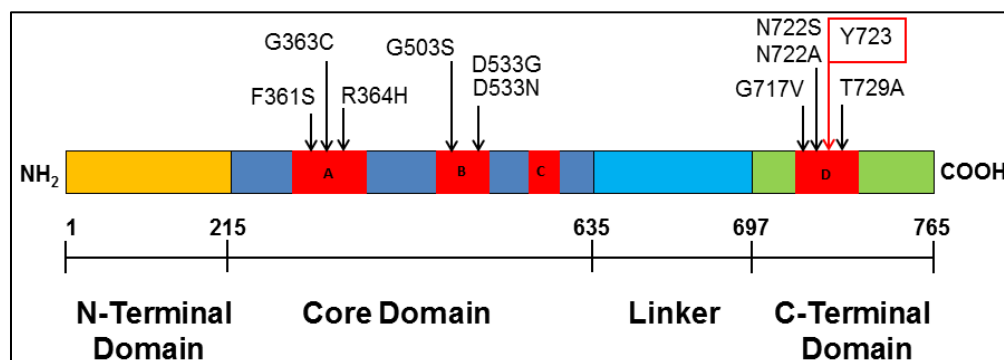 N722S
N722A
Y723
G363C
G503S
D533G
D533N
F361S
R364H
G717V
T729A
NH2
A
B
C
D
COOH
1
215
635
697
765
N-Terminal
Domain
Core Domain
Linker
C-Terminal
Domain